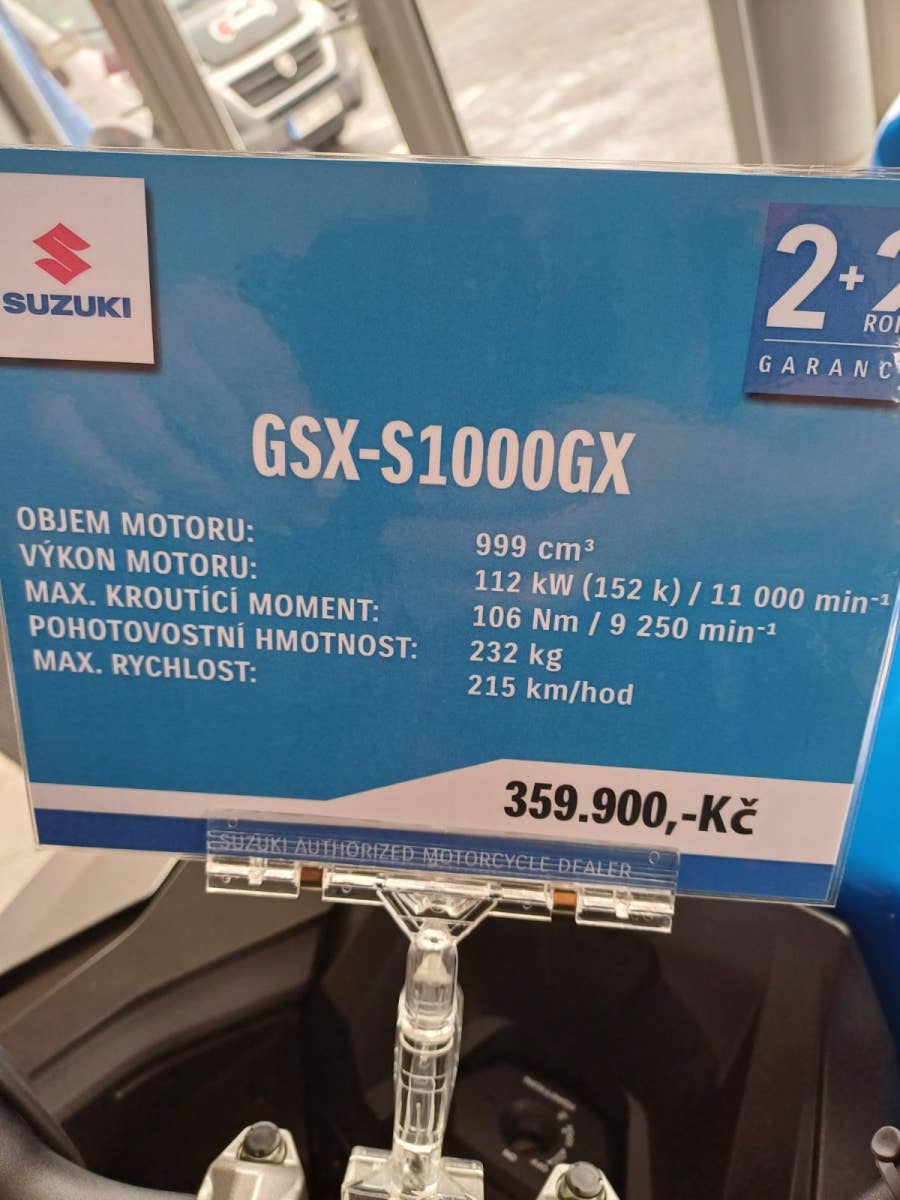 SUZUKI
2+2
GARANC
GSX-S1000GX
OBJEM MOTORU: 999 cm³
VÝKON MOTORU: 112 kW (152 k) / 11 000 min⁻¹
MAX. KROUTÍCÍ MOMENT: 106 Nm / 9 250 min⁻¹
POHOTOVOSTNÍ HMOTNOST: 232 kg
MAX. RYCHLOST: 215 km/hod
359.900,-Kč
SUZUKI AUTHORIZED MOTORCYCLE DEALER